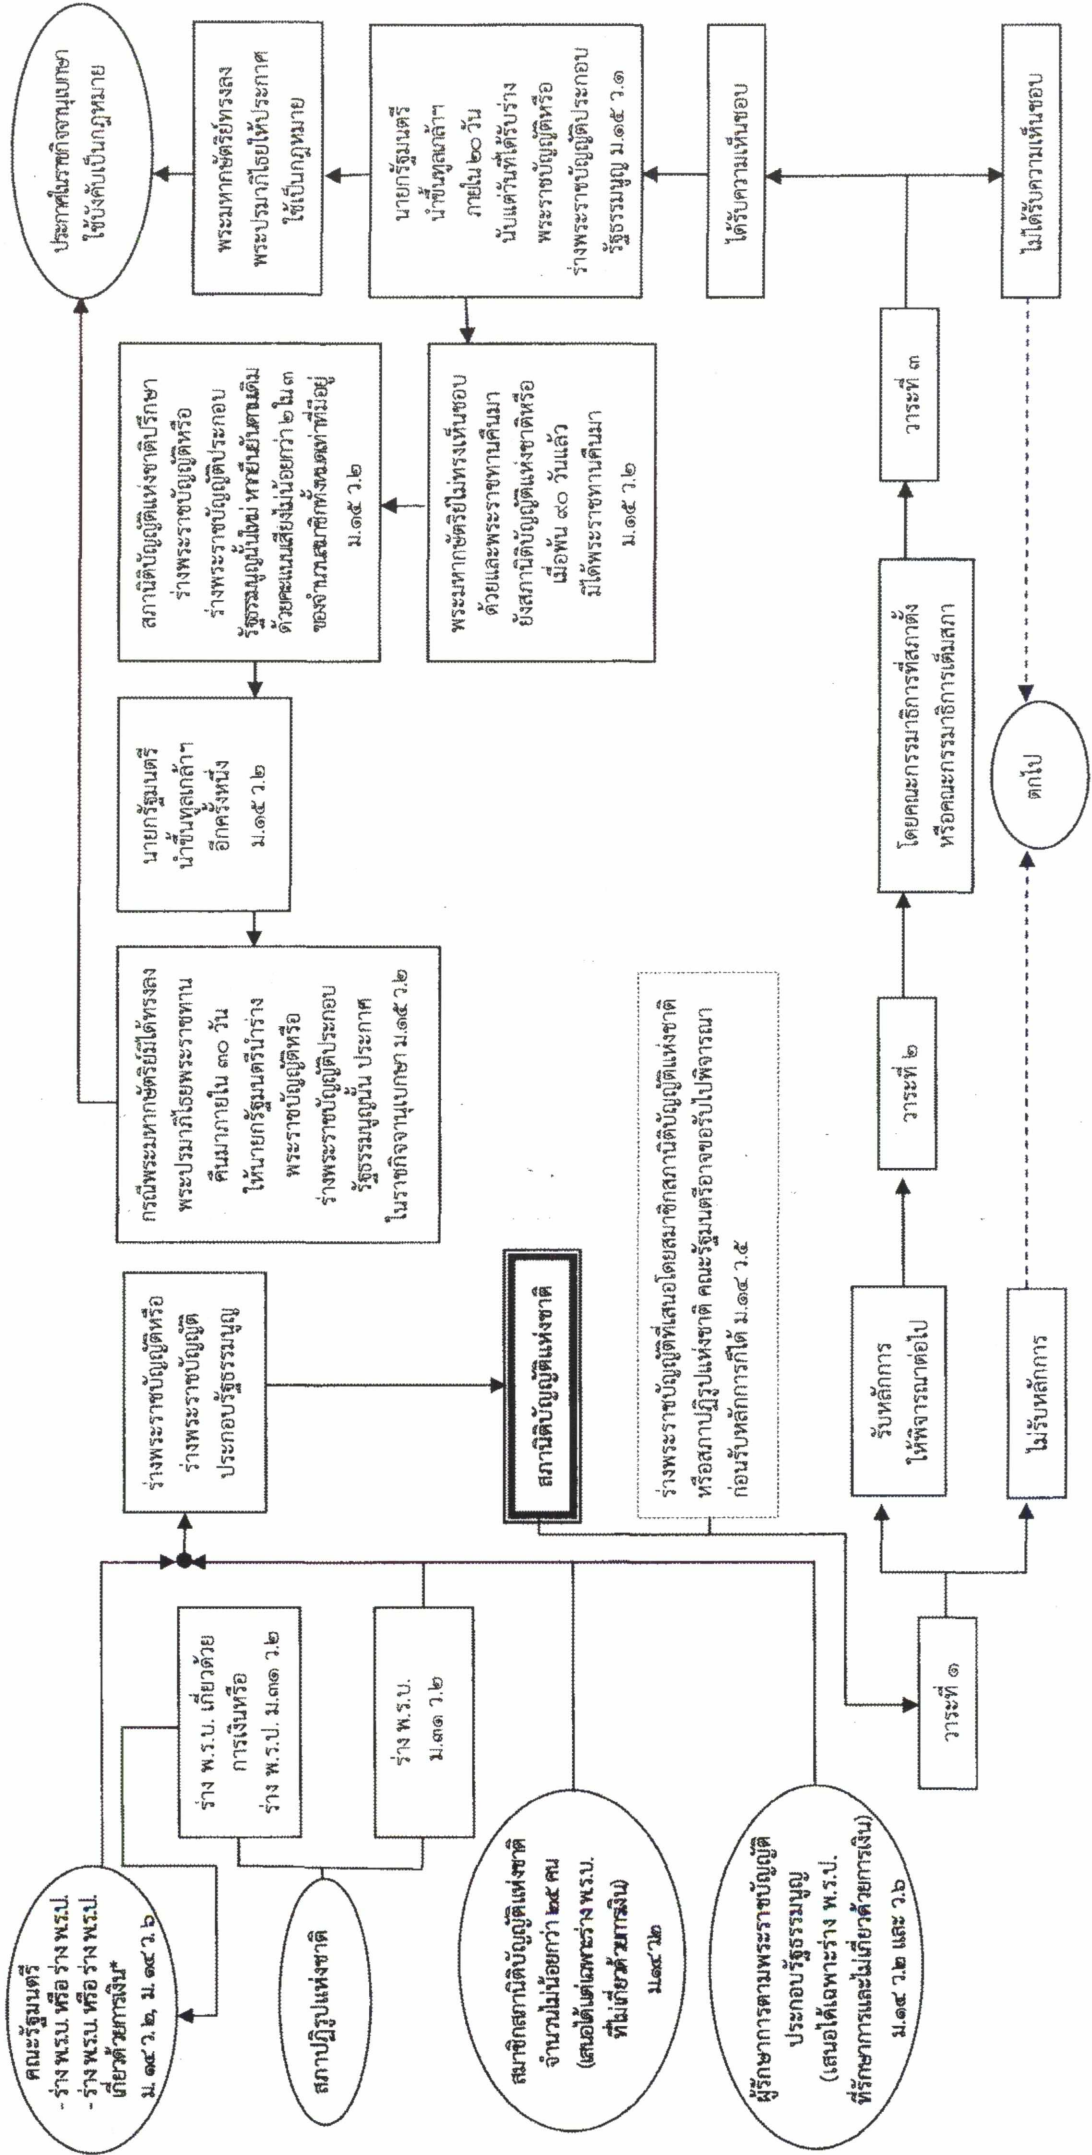 คณะรัฐมนตรี
- ร่าง พ.ร.บ. หรือ ร่าง พ.ร.ป.
- ร่าง พ.ร.บ. หรือ ร่าง พ.ร.ป.
เกี่ยวด้วยการเงิน*
ม. ๑๔ ว. ๒, ม. ๑๔ ว. ๖
สภาปฏิรูปแห่งชาติ
สมาชิกสภานิติบัญญัติแห่งชาติ
จำนวนไม่น้อยกว่า ๒๕ คน
(เสนอได้แต่เฉพาะร่าง พ.ร.บ.
ที่ไม่เกี่ยวด้วยการเงิน)
ม.๑๔ ว.๒
ผู้รักษาการตามพระราชบัญญัติ
ประกอบรัฐธรรมนูญ
(เสนอได้เฉพาะร่าง พ.ร.ป.
ที่รักษาการและไม่เกี่ยวด้วยการเงิน)
ม.๑๔ ว.๒ และ ว.๖
ร่าง พ.ร.บ. เกี่ยวด้วย
การเงินหรือ
ร่าง พ.ร.ป. ม.๓๑ ว.๒
ร่าง พ.ร.บ.
ม.๓๑ ว.๒
ร่างพระราชบัญญัติหรือ
ร่างพระราชบัญญัติ
ประกอบรัฐธรรมนูญ
สภานิติบัญญัติแห่งชาติ
ร่างพระราชบัญญัติที่เสนอโดยสมาชิกสภานิติบัญญัติแห่งชาติ
หรือสภาปฏิรูปแห่งชาติ คณะรัฐมนตรีอาจขอรับไปพิจารณา
ก่อนรับหลักการก็ได้ ม.๑๔ ว.๕
วาระที่ ๑
รับหลักการ
ให้พิจารณาต่อไป
ไม่รับหลักการ
วาระที่ ๒
โดยคณะกรรมาธิการที่สภาตั้ง
หรือคณะกรรมาธิการเต็มสภา
ตกไป
วาระที่ ๓
ได้รับความเห็นชอบ
ไม่ได้รับความเห็นชอบ
นายกรัฐมนตรี
นำขึ้นทูลเกล้าฯ
ภายใน ๒๐ วัน
นับแต่วันที่ได้รับร่าง
พระราชบัญญัติหรือ
ร่างพระราชบัญญัติประกอบ
รัฐธรรมนูญ ม.๑๕ ว.๑
พระมหากษัตริย์ทรงลง
พระปรมาภิไธยให้ประกาศ
ใช้เป็นกฎหมาย
ประกาศในราชกิจจานุเบกษา
ใช้บังคับเป็นกฎหมาย
พระมหากษัตริย์ไม่ทรงเห็นชอบ
ด้วยและพระราชทานคืนมา
ยังสภานิติบัญญัติแห่งชาติหรือ
เมื่อพ้น ๙๐ วันแล้ว
มิได้พระราชทานคืนมา
ม.๑๕ ว.๒
สภานิติบัญญัติแห่งชาติปรึกษา
ร่างพระราชบัญญัติหรือ
ร่างพระราชบัญญัติประกอบ
รัฐธรรมนูญนั้นใหม่ หากยืนยันตามเดิม
ด้วยคะแนนเสียงไม่น้อยกว่า ๒ ใน ๓
ของจำนวนสมาชิกทั้งหมดเท่าที่มีอยู่
ม.๑๕ ว.๒
นายกรัฐมนตรี
นำขึ้นทูลเกล้าฯ
อีกครั้งหนึ่ง
ม.๑๕ ว.๒
กรณีพระมหากษัตริย์มิได้ทรงลง
พระปรมาภิไธยพระราชทาน
คืนมาภายใน ๓๐ วัน
ให้นายกรัฐมนตรีนำร่าง
พระราชบัญญัติหรือ
ร่างพระราชบัญญัติประกอบ
รัฐธรรมนูญนั้น ประกาศ
ในราชกิจจานุเบกษา ม.๑๕ ว.๒